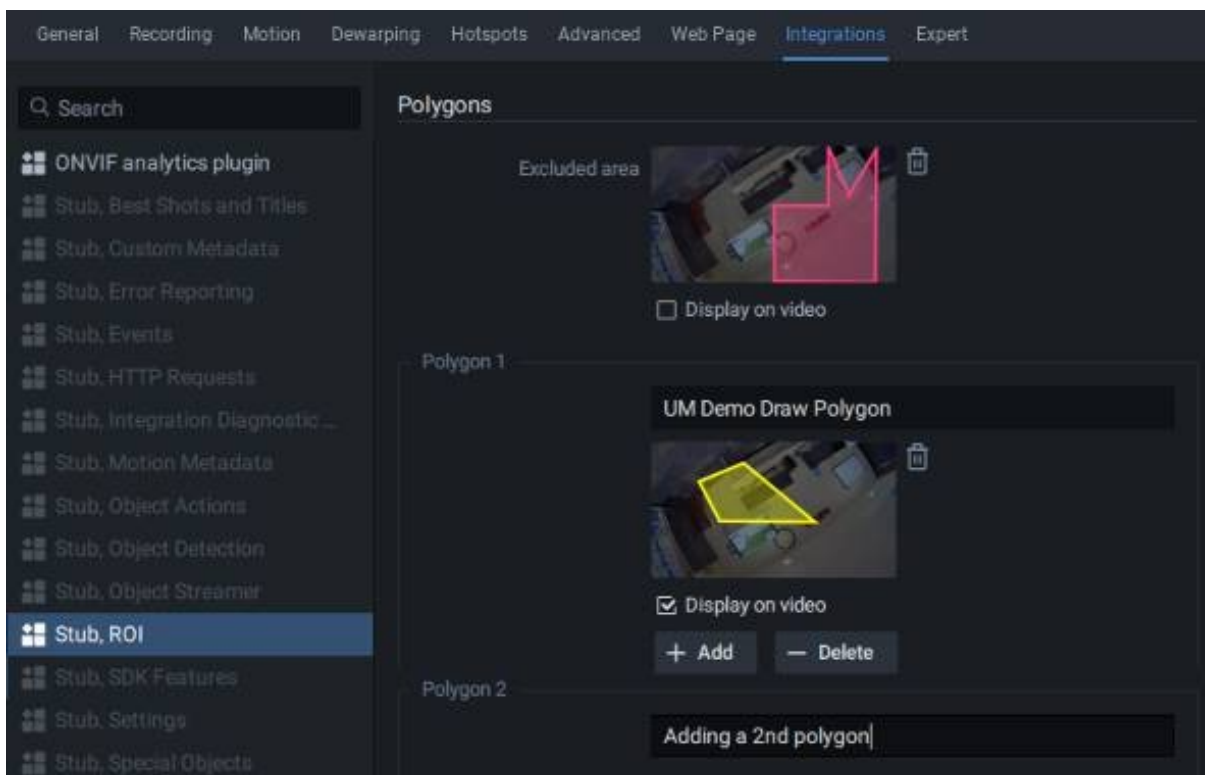 General Recording Motion Dewarping Hotspots Advanced Web Page Integrations Expert
Search
ONVIF analytics plugin
Stub, Best Shots and Titles
Stub, Custom Metadata
Stub, Error Reporting
Stub, Events
Stub, HTTP Requests
Stub, Integration Diagnostic ...
Stub, Motion Metadata
Stub, Object Actions
Stub, Object Detection
Stub, Object Streamer
Stub, ROI
Stub, SDK Features
Stub, Settings
Stub, Special Objects
Polygons
Excluded area
Display on video
Polygon 1
UM Demo Draw Polygon
Display on video
+ Add — Delete
Polygon 2
Adding a 2nd polygon